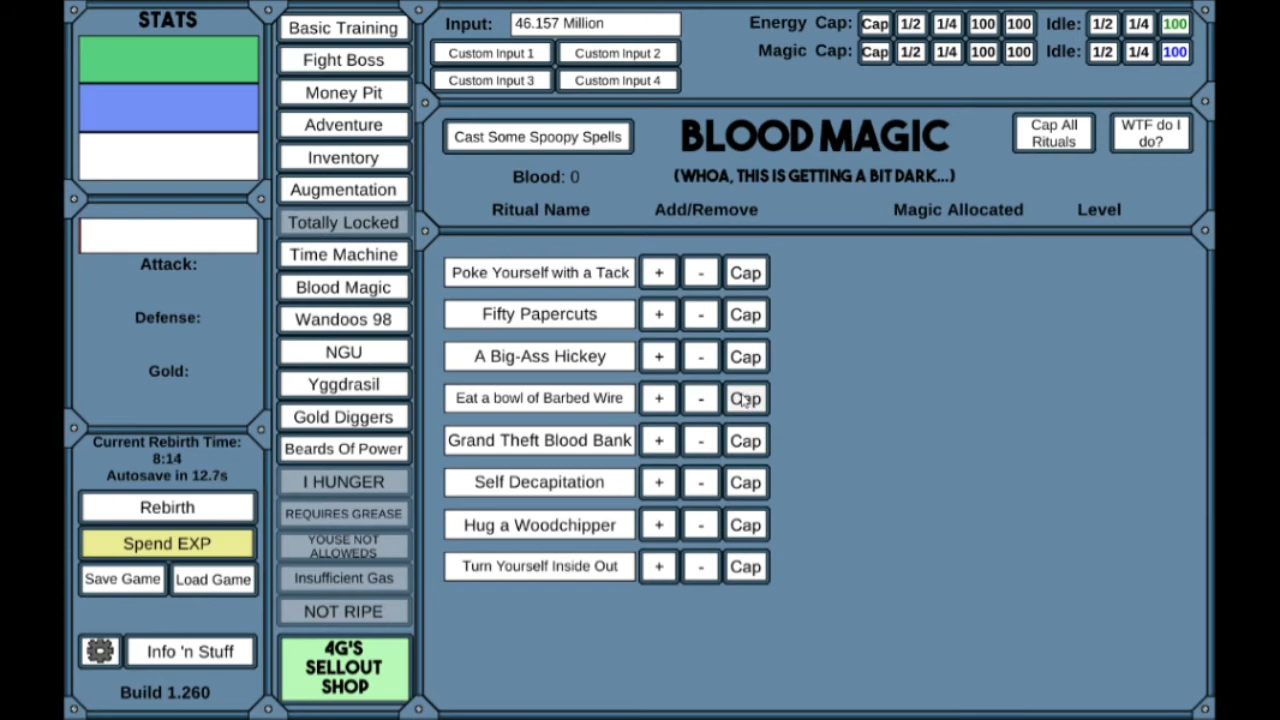 STATS
Attack:
Defense:
Gold:
Current Rebirth Time:
8:14
Autosave in 12.7s
Rebirth
Spend EXP
Save Game Load Game
Info 'n Stuff
Build 1.260
Basic Training
Fight Boss
Money Pit
Adventure
Inventory
Augmentation
Totally Locked
Time Machine
Blood Magic
Wandoos 98
NGU
Yggdrasil
Gold Diggers
Beards Of Power
I HUNGER
REQUIRES GREASE
YOUSE NOT
ALLOWEDS
Insufficient Gas
NOT RIPE
4G'S
SELLOUT
SHOP
Input: 46.157 Million
Custom Input 1 Custom Input 2
Custom Input 3 Custom Input 4
Energy Cap: Cap 1/2 1/4 100 100 Idle: 1/2 1/4 100
Magic Cap: Cap 1/2 1/4 100 100 Idle: 1/2 1/4 100
Cast Some Spoopy Spells
BLOOD MAGIC
Cap All
Rituals
WTF do I
do?
Blood: 0
(WHOA, THIS IS GETTING A BIT DARK...)
Ritual Name Add/Remove Magic Allocated Level
Poke Yourself with a Tack + - Cap
Fifty Papercuts + - Cap
A Big-Ass Hickey + - Cap
Eat a bowl of Barbed Wire + - Cap
Grand Theft Blood Bank + - Cap
Self Decapitation + - Cap
Hug a Woodchipper + - Cap
Turn Yourself Inside Out + - Cap